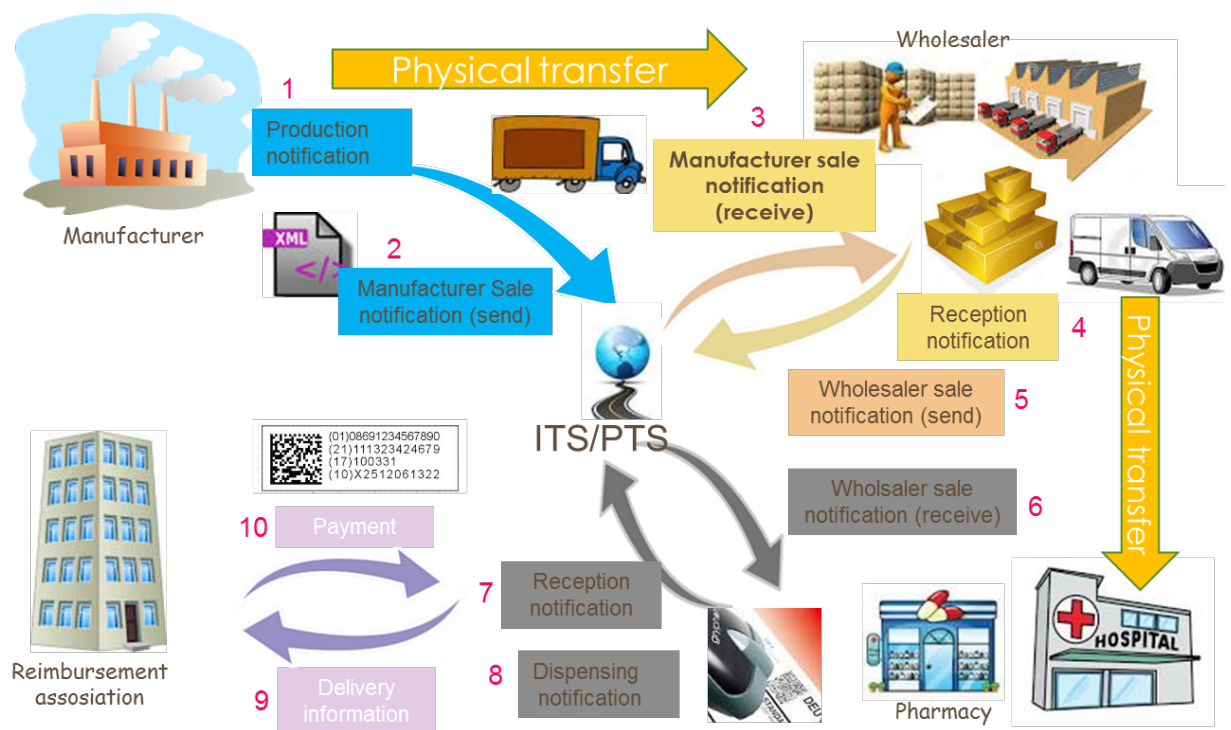 Physical transfer
Wholesaler
1
Production
notification
3
Manufacturer sale
notification
(receive)
Manufacturer
XML
</>
2
Manufacturer Sale
notification (send)
Reception
notification
4
Physical transfer
Wholesaler sale
notification (send)
5
ITS/PTS
(01)08691234567890
(21)111323424679
(17)100331
(10)X2512061322
Wholsaler sale
notification (receive)
6
10
Payment
7
Reception
notification
HOSPITAL
Reimbursement
assosiation
8
Dispensing
notification
9
Delivery
information
Pharmacy